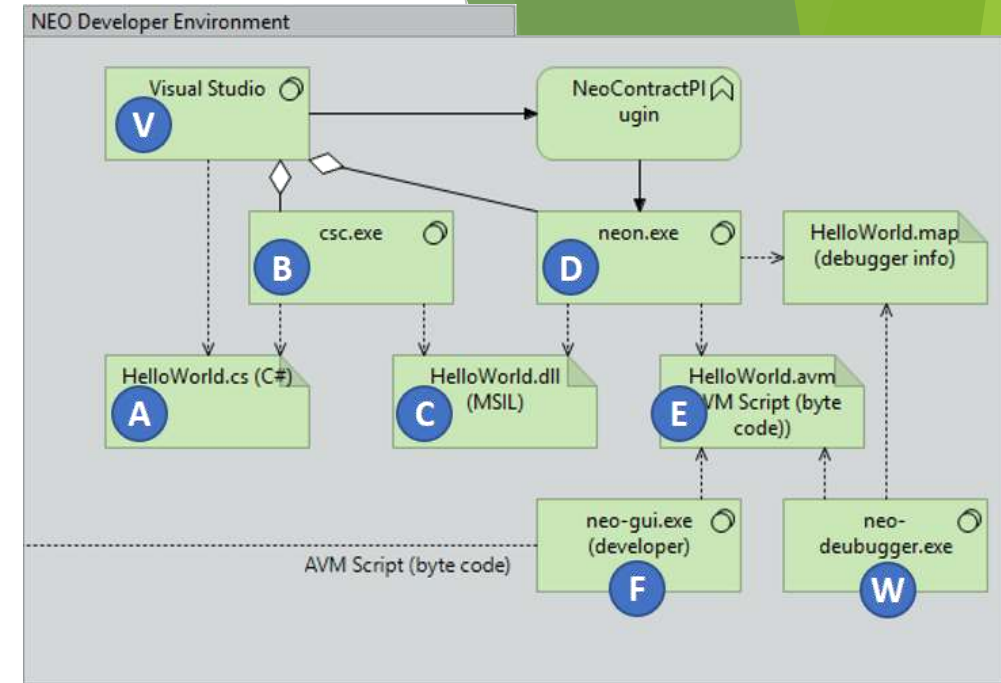 NEO Developer Environment
Visual Studio
V
NeoContractPl
ugin
csc.exe
B
neon.exe
D
HelloWorld.map
(debugger info)
HelloWorld.cs (C#)
A
HelloWorld.dll
(MSIL)
C
HelloWorld.avm
VM Script (byte
code))
E
neo-gui.exe
(developer)
F
neo-
deubugger.exe
W
AVM Script (byte code)